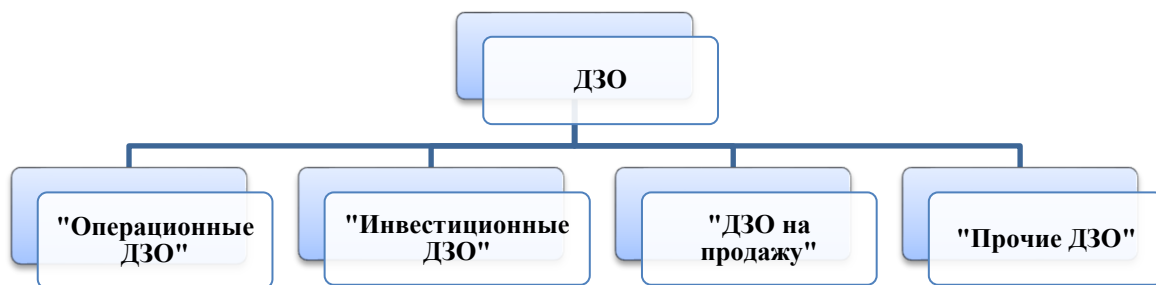 ДЗО
"Операционные
ДЗО"
"Инвестиционные
ДЗО"
"ДЗО на
продажу"
"Прочие ДЗО"